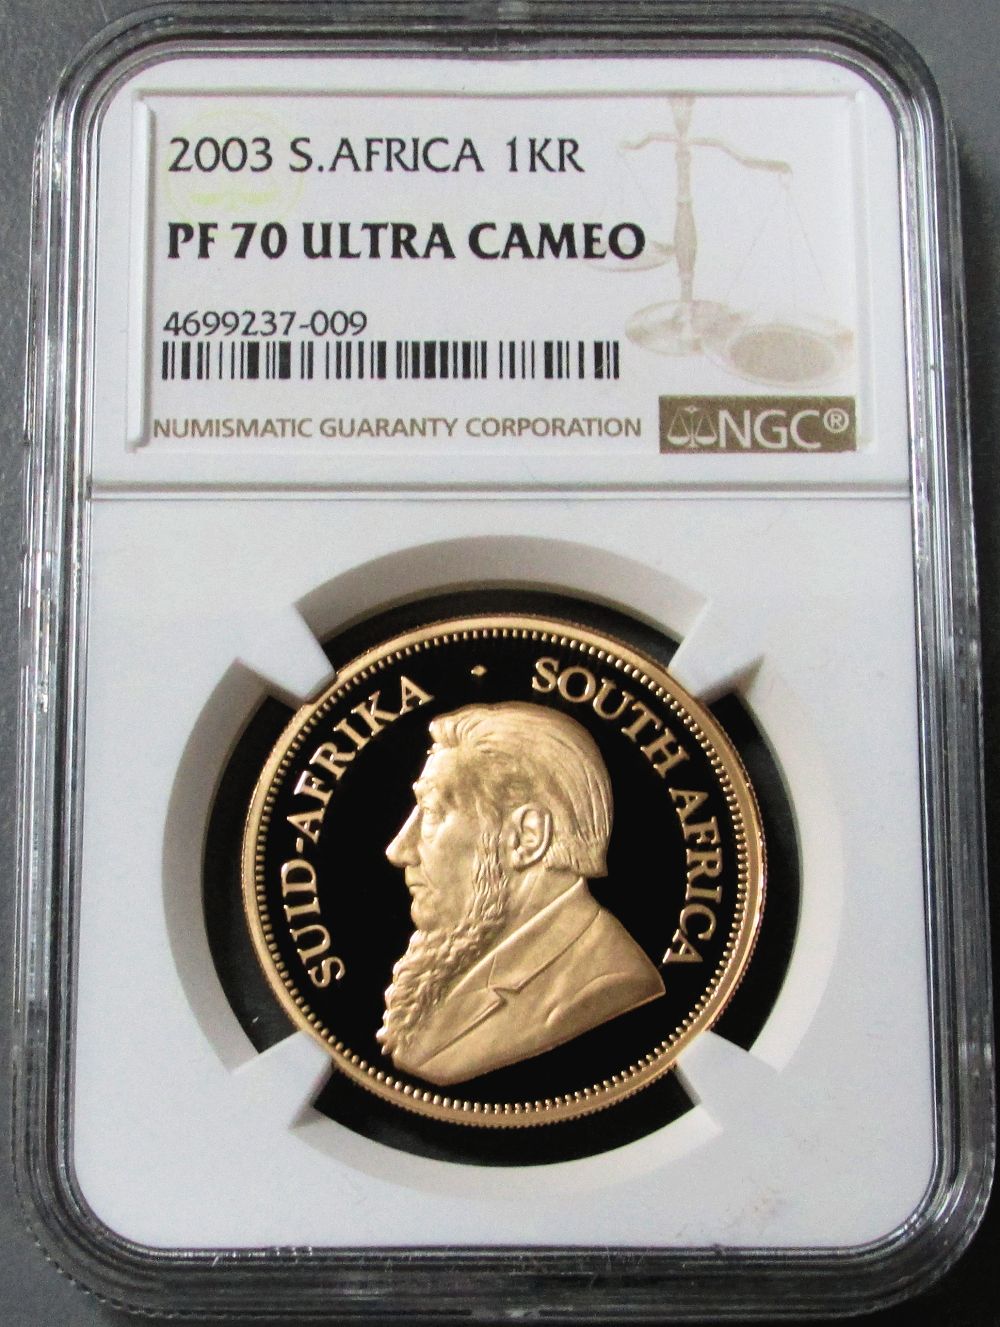 2003 S.AFRICA 1KR
PF 70 ULTRA CAMEO
4699237-009
NUMISMATIC GUARANTY CORPORATION
NGC®
SUID-AFRIKA · SOUTH AFRICA